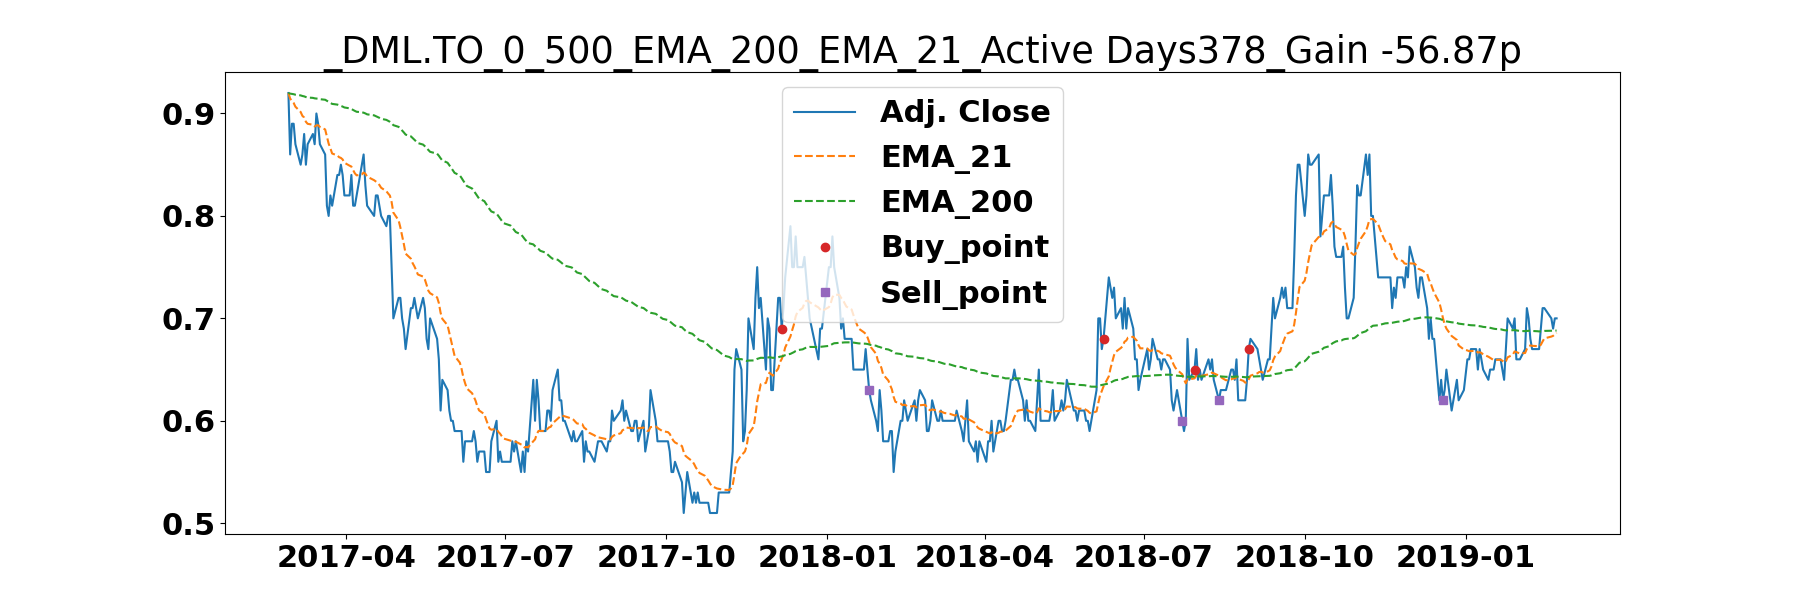 _DML.TO_0_500_EMA_200_EMA_21_Active Days378_Gain -56.87p
Adj. Close
EMA_21
EMA_200
Buy_point
Sell_point
0.9
0.8
0.7
0.6
0.5
2017-04 2017-07 2017-10 2018-01 2018-04 2018-07 2018-10 2019-01